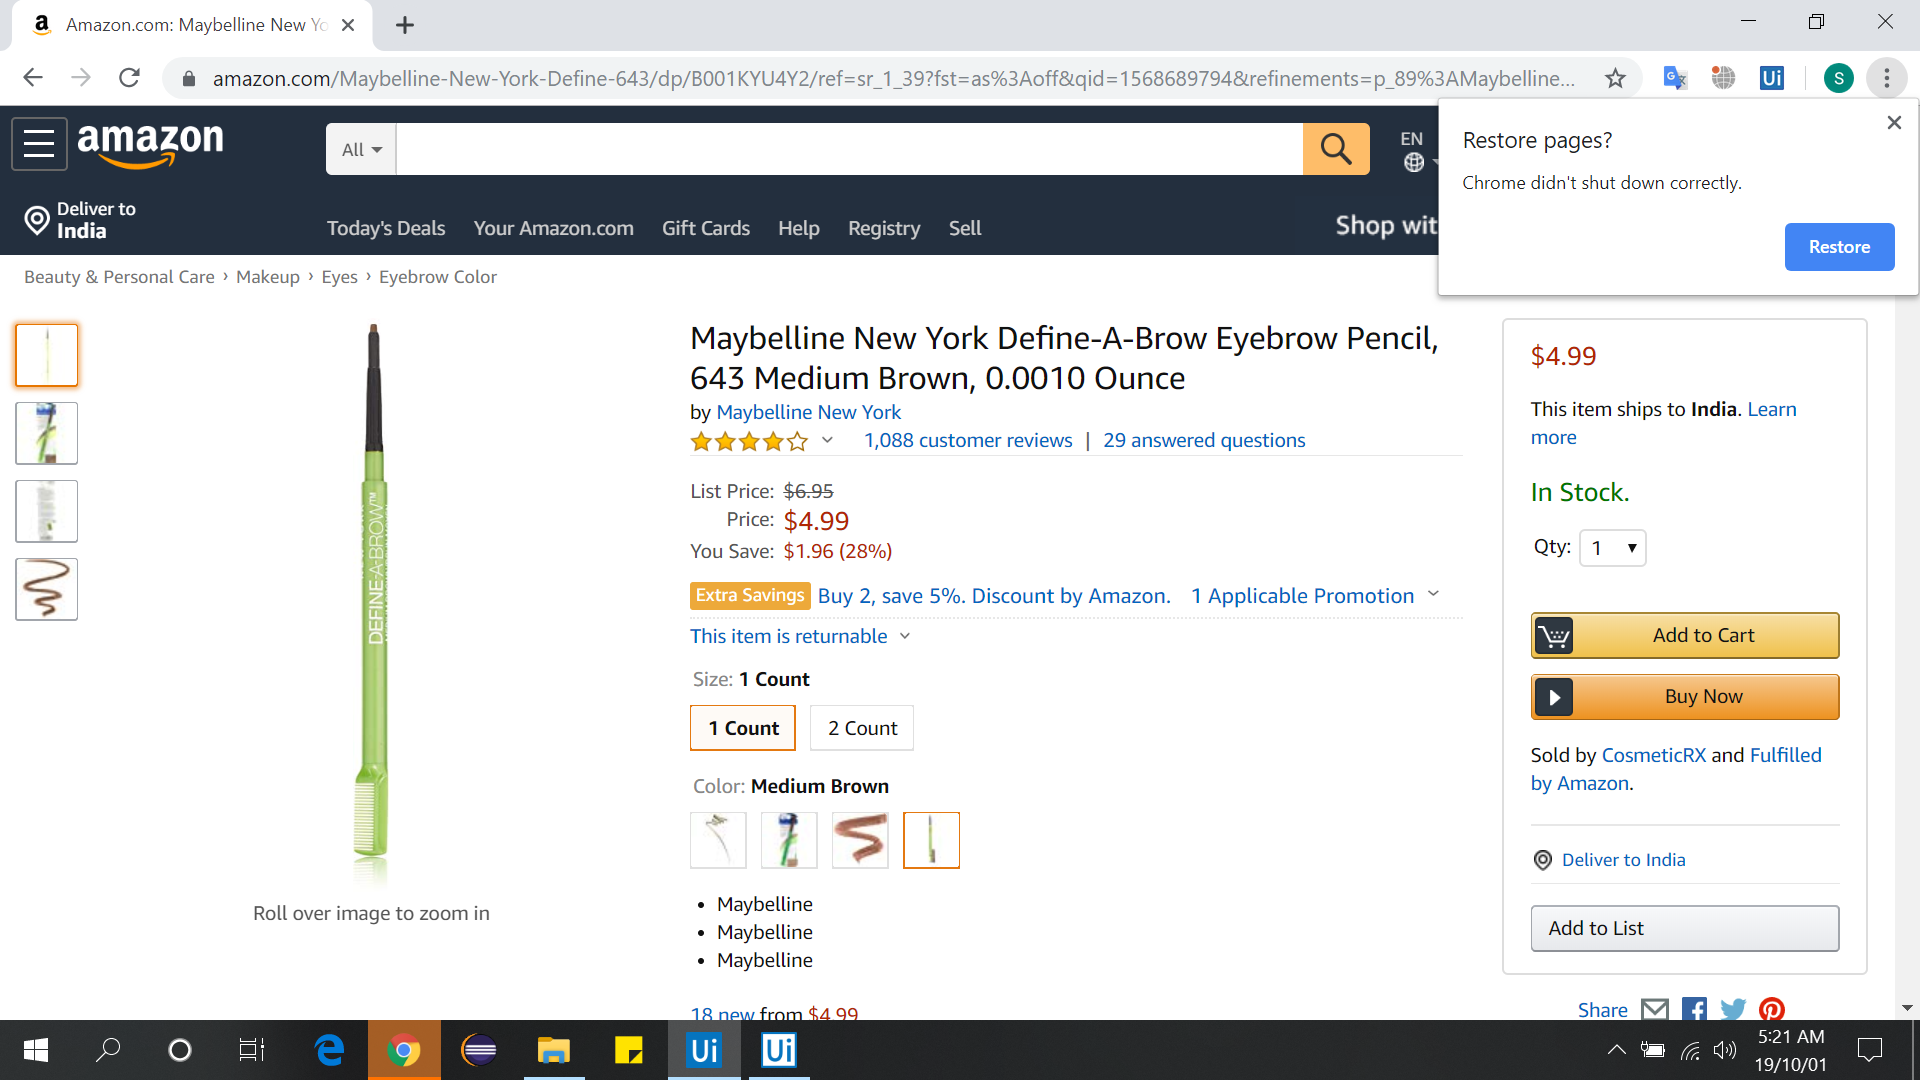 Amazon.com: Maybelline New Yo
amazon.com/Maybelline-New-York-Define-643/dp/B001KYU4Y2/ref=sr_1_39?fst=as%3Aoff&qid=1568689794&refinements=p_89%3AMaybelline...
S
Restore pages?
Chrome didn't shut down correctly.
Restore
amazon
All
EN
Deliver to
India
Today's Deals
Your Amazon.com
Gift Cards
Help
Registry
Sell
Shop wit
Beauty & Personal Care › Makeup › Eyes › Eyebrow Color
DEFINE-A-BROW™
Roll over image to zoom in
Maybelline New York Define-A-Brow Eyebrow Pencil,
643 Medium Brown, 0.0010 Ounce
by Maybelline New York
1,088 customer reviews | 29 answered questions
List Price: $6.95
Price: $4.99
You Save: $1.96 (28%)
Extra Savings Buy 2, save 5%. Discount by Amazon. 1 Applicable Promotion
This item is returnable
Size: 1 Count
1 Count
2 Count
Color: Medium Brown
• Maybelline
• Maybelline
• Maybelline
18 new from $4.99
$4.99
This item ships to India. Learn
more
In Stock.
Qty: 1
Add to Cart
Buy Now
Sold by CosmeticRX and Fulfilled
by Amazon.
Deliver to India
Add to List
Share
Ui
Ui
5:21 AM
19/10/01